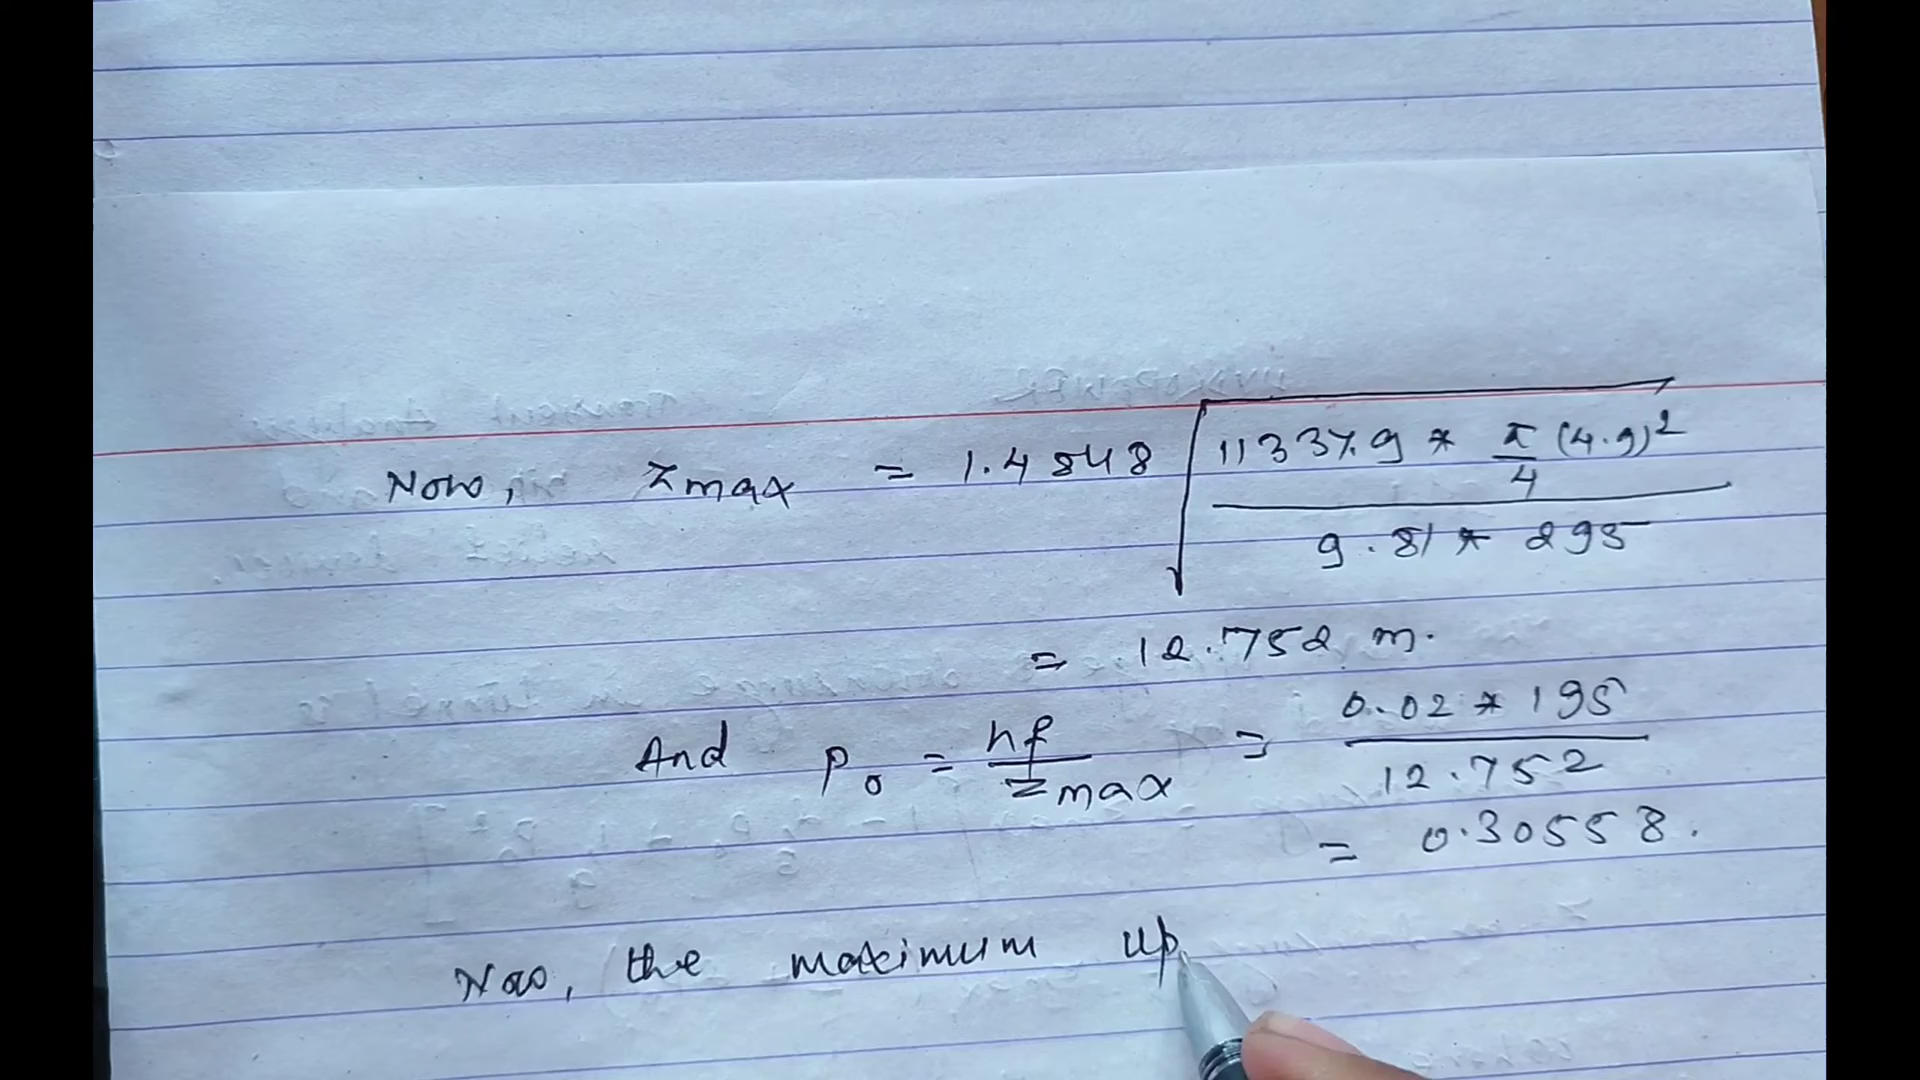 Now, zmax = 1.4848 √(11337.9 * π/4 (4.9)² / 9.81 * 295)
= 12.752 m.
And P₀ = hf/zmax = 0.02 * 195 / 12.752
= 0.30558.
Now, the maximum up